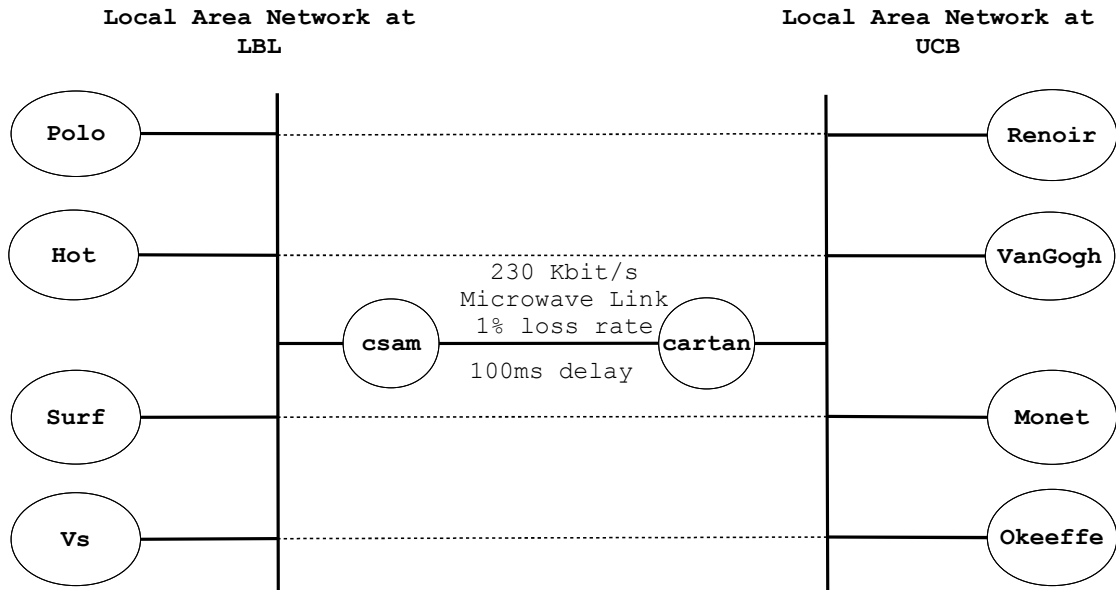 Local Area Network at
LBL
Local Area Network at
UCB
Polo
Renoir
Hot
VanGogh
230 Kbit/s
Microwave Link
1% loss rate
csam
cartan
100ms delay
Surf
Monet
Vs
Okeeffe